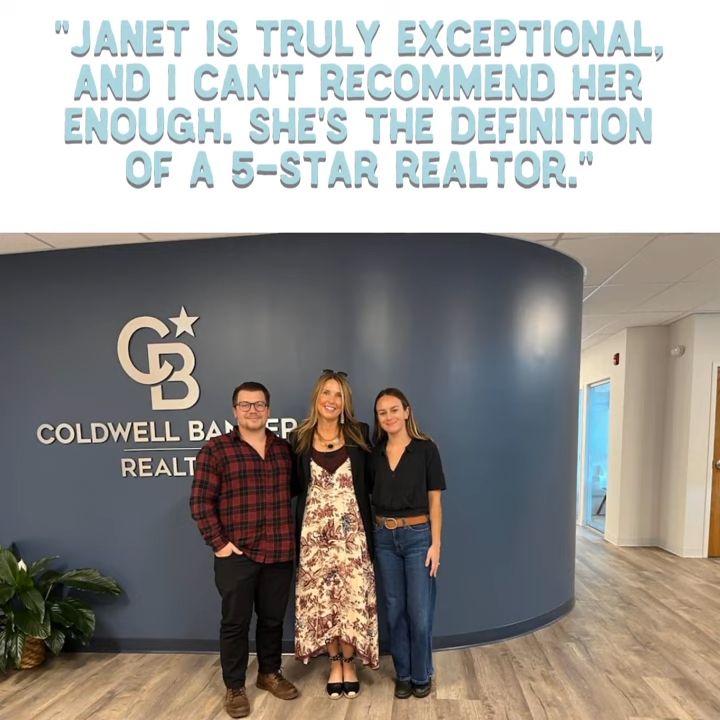 "JANET IS TRULY EXCEPTIONAL,
AND I CAN'T RECOMMEND HER
ENOUGH. SHE'S THE DEFINITION
OF A 5-STAR REALTOR."
CB
COLDWELL